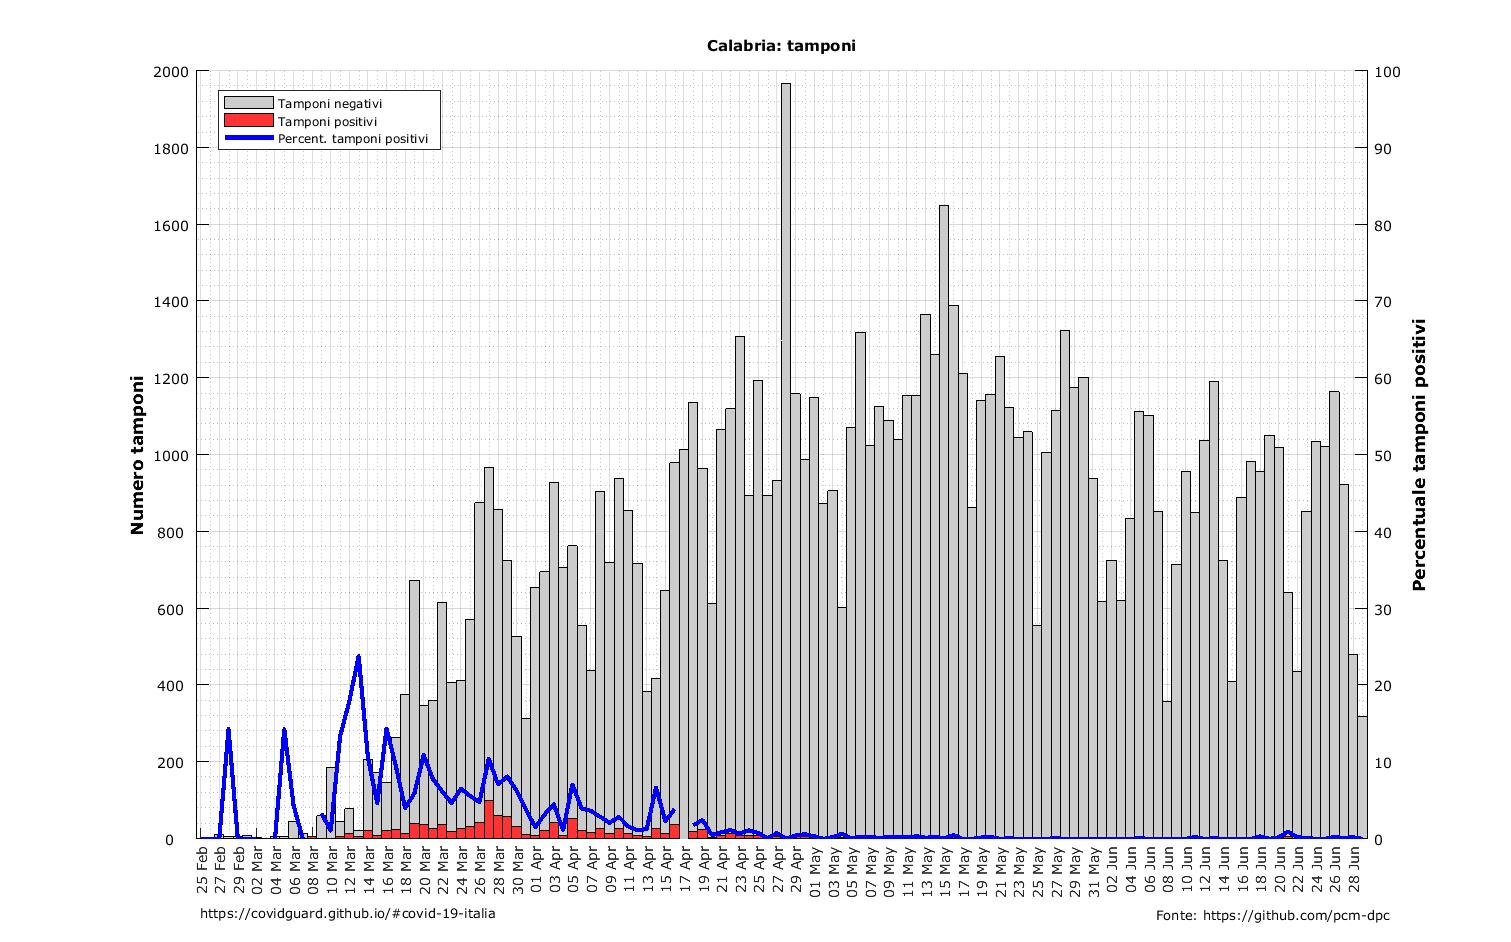 Calabria: tamponi
Tamponi negativi
Tamponi positivi
Percent. tamponi positivi
Numero tamponi
2000
1800
1600
1400
1200
1000
800
600
400
200
0
100
90
80
70
60
50
40
30
20
10
0
Percentuale tamponi positivi
25 Feb
27 Feb
29 Feb
02 Mar
04 Mar
06 Mar
08 Mar
10 Mar
12 Mar
14 Mar
16 Mar
18 Mar
20 Mar
22 Mar
24 Mar
26 Mar
28 Mar
30 Mar
01 Apr
03 Apr
05 Apr
07 Apr
09 Apr
11 Apr
13 Apr
15 Apr
17 Apr
19 Apr
21 Apr
23 Apr
25 Apr
27 Apr
29 Apr
01 May
03 May
05 May
07 May
09 May
11 May
13 May
15 May
17 May
19 May
21 May
23 May
25 May
27 May
29 May
31 May
02 Jun
04 Jun
06 Jun
08 Jun
10 Jun
12 Jun
14 Jun
16 Jun
18 Jun
20 Jun
22 Jun
24 Jun
26 Jun
28 Jun
https://covidguard.github.io/#covid-19-italia
Fonte: https://github.com/pcm-dpc